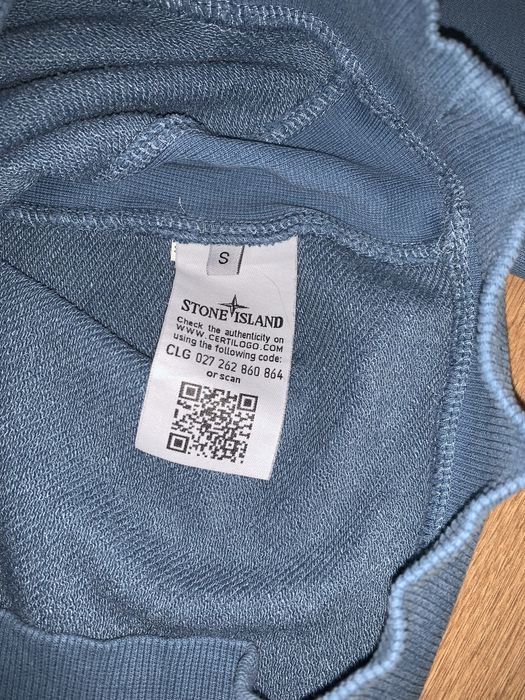 S
STONE ISLAND
Check the authenticity on
WWW.CERTILOGO.COM
using the following code:
CLG 027 262 860 864
or scan